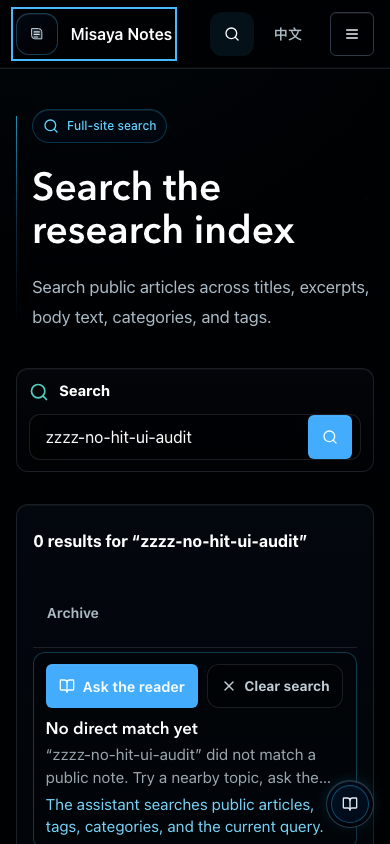 Misaya Notes
中文
Full-site search
Search the
research index
Search public articles across titles, excerpts,
body text, categories, and tags.
Search
zzzz-no-hit-ui-audit
0 results for “zzzz-no-hit-ui-audit”
Archive
Ask the reader
Clear search
No direct match yet
“zzzz-no-hit-ui-audit” did not match a
public note. Try a nearby topic, ask the...
The assistant searches public articles,
tags, categories, and the current query.